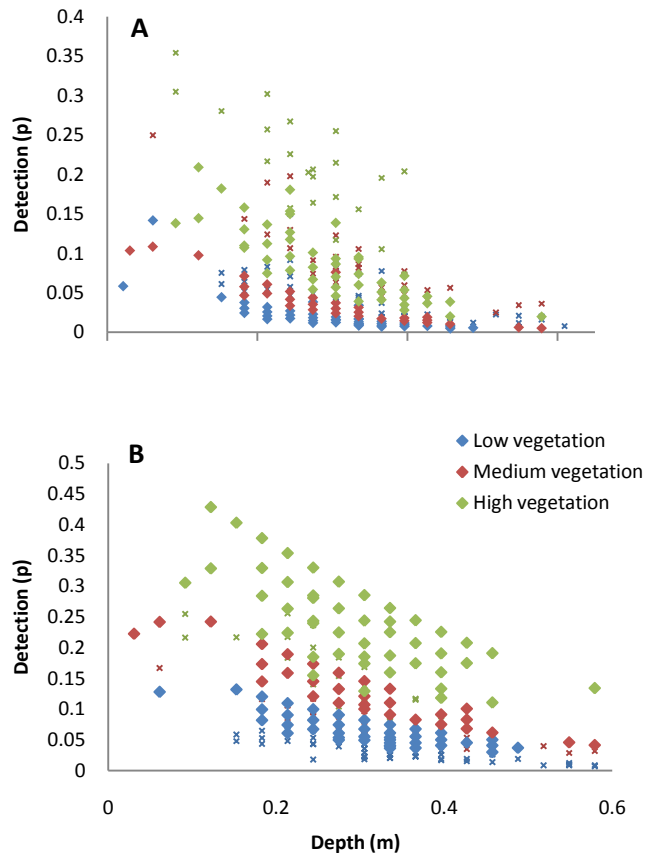 A
0.4
0.35
0.3
0.25
0.2
0.15
0.1
0.05
0
Detection (p)
B
Low vegetation
Medium vegetation
High vegetation
0.5
0.45
0.4
0.35
0.3
0.25
0.2
0.15
0.1
0.05
0
Detection (p)
0 0.2 0.4 0.6
Depth (m)